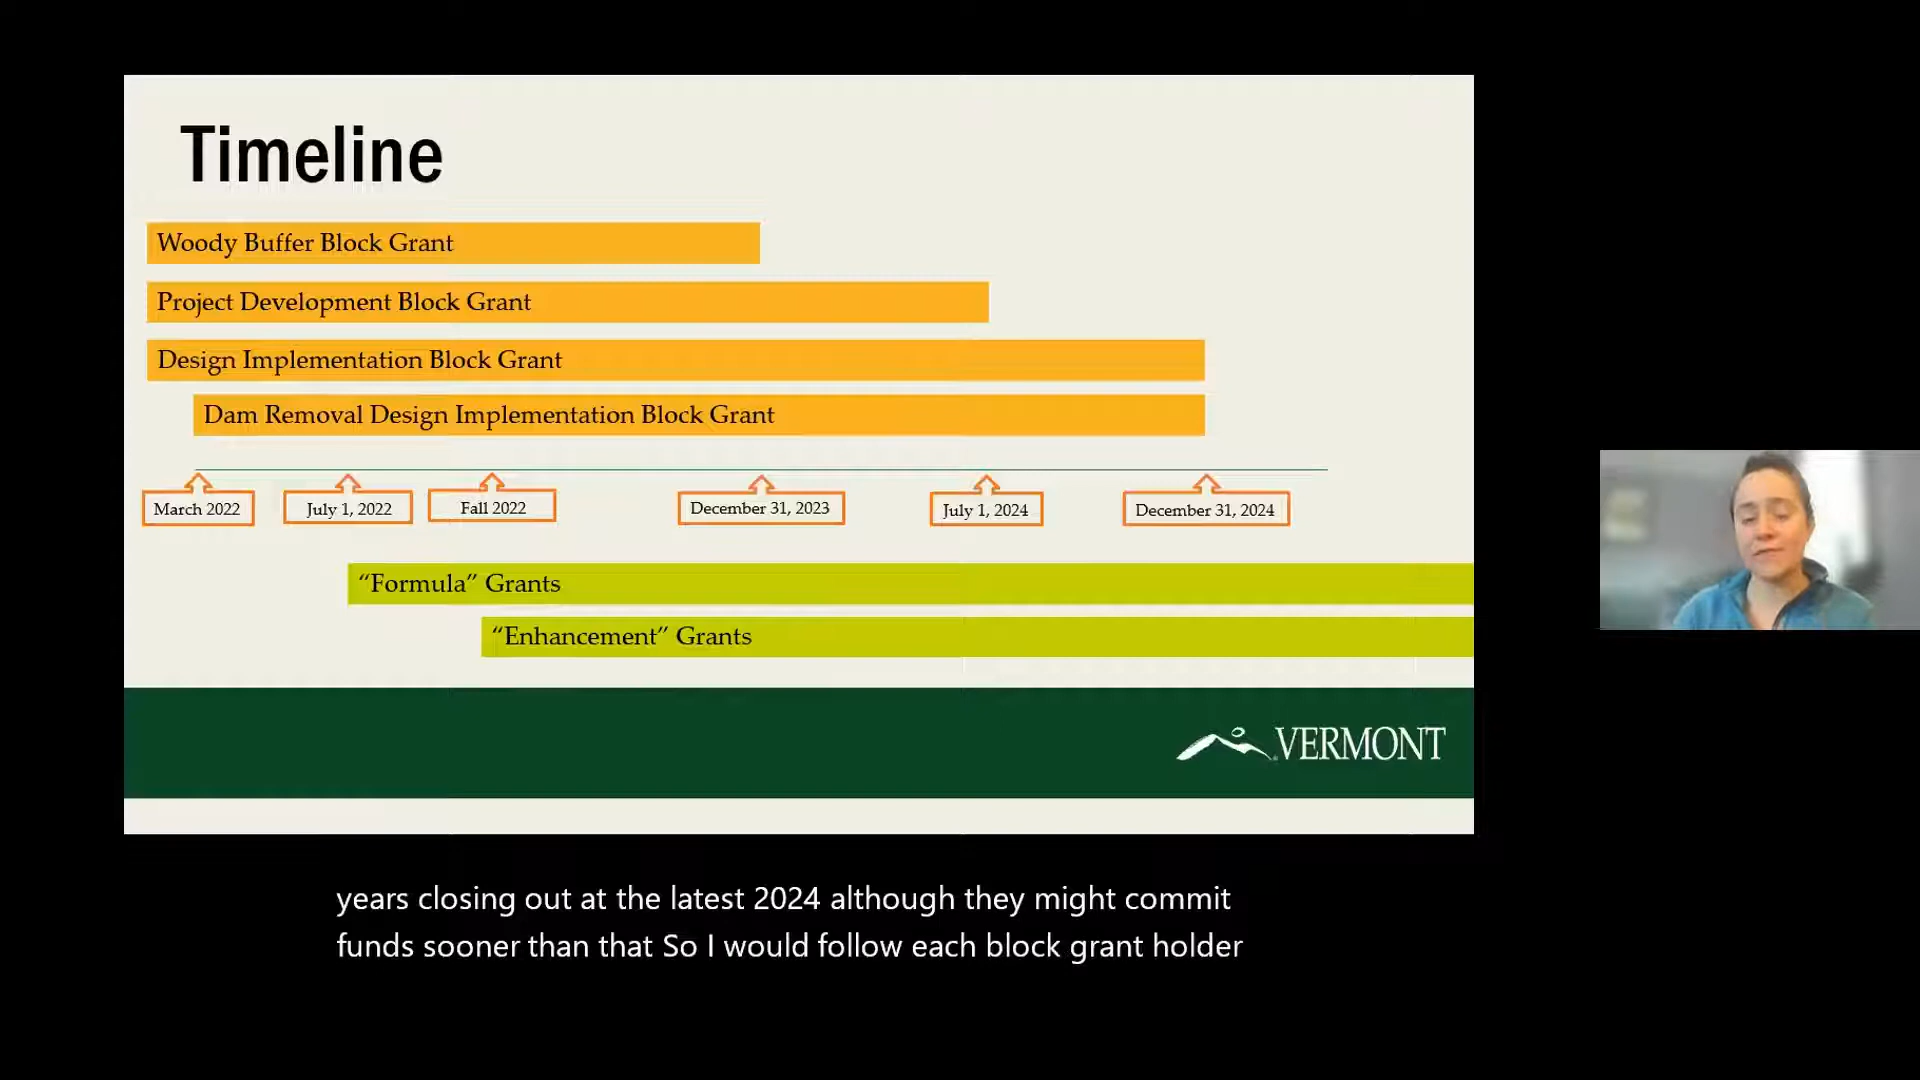 Timeline
Woody Buffer Block Grant
Project Development Block Grant
Design Implementation Block Grant
Dam Removal Design Implementation Block Grant
March 2022
July 1, 2022
Fall 2022
December 31, 2023
July 1, 2024
December 31, 2024
“Formula” Grants
“Enhancement” Grants
VERMONT
years closing out at the latest 2024 although they might commit
funds sooner than that So I would follow each block grant holder